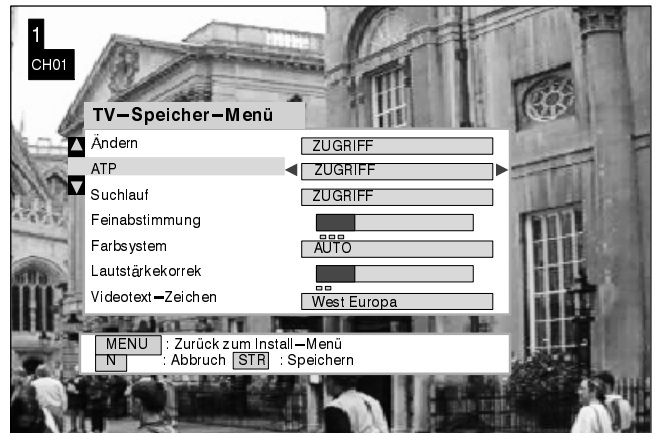 1
CH01
TV–Speicher–Menü
Ändern ZUGRIFF
ATP ZUGRIFF
Suchlauf ZUGRIFF
Feinabstimmung
Farbsystem AUTO
Lautstärkekorrek
Videotext–Zeichen West Europa
MENU : Zurück zum Install–Menü
N : Abbruch STR : Speichern